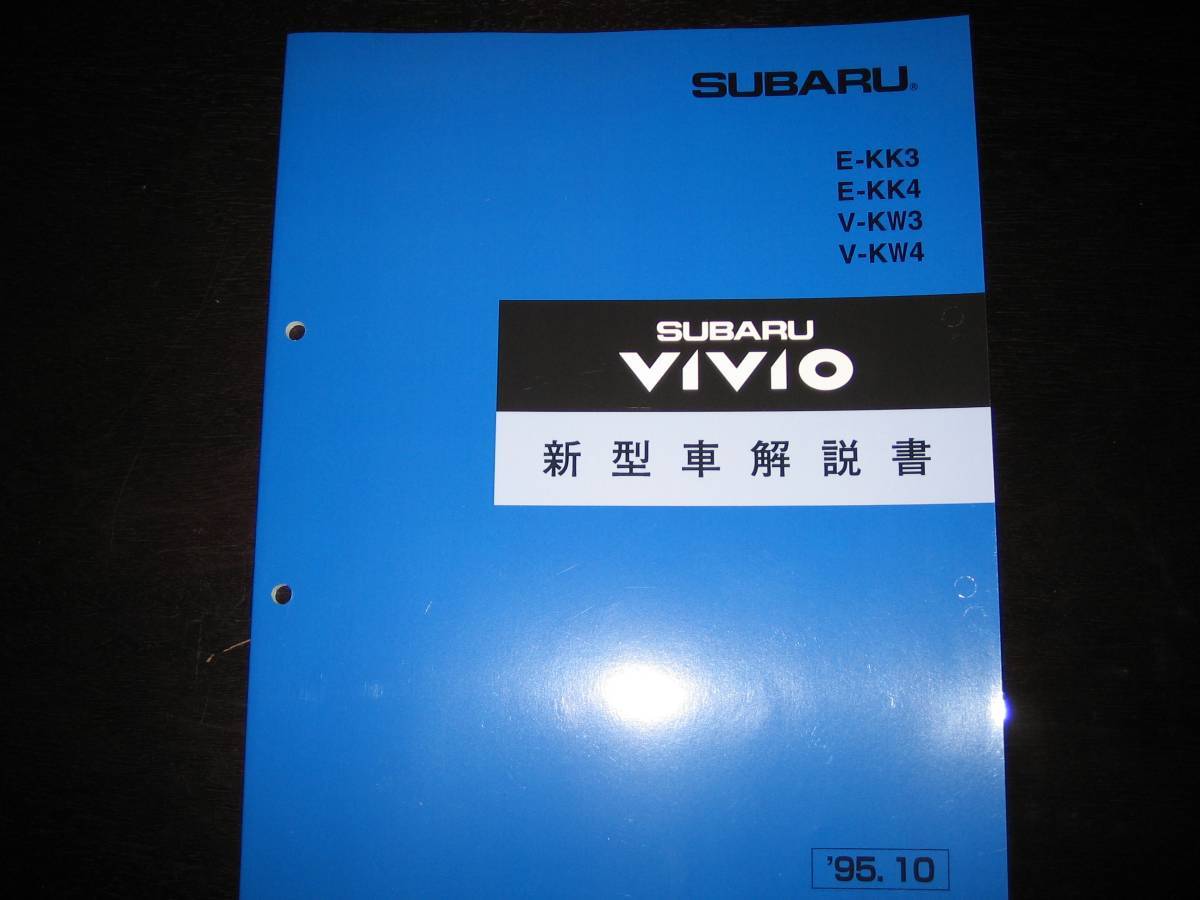 SUBARU®
E-KK3
E-KK4
V-KW3
V-KW4
SUBARU
VIVIO
新型車解説書
'95.10